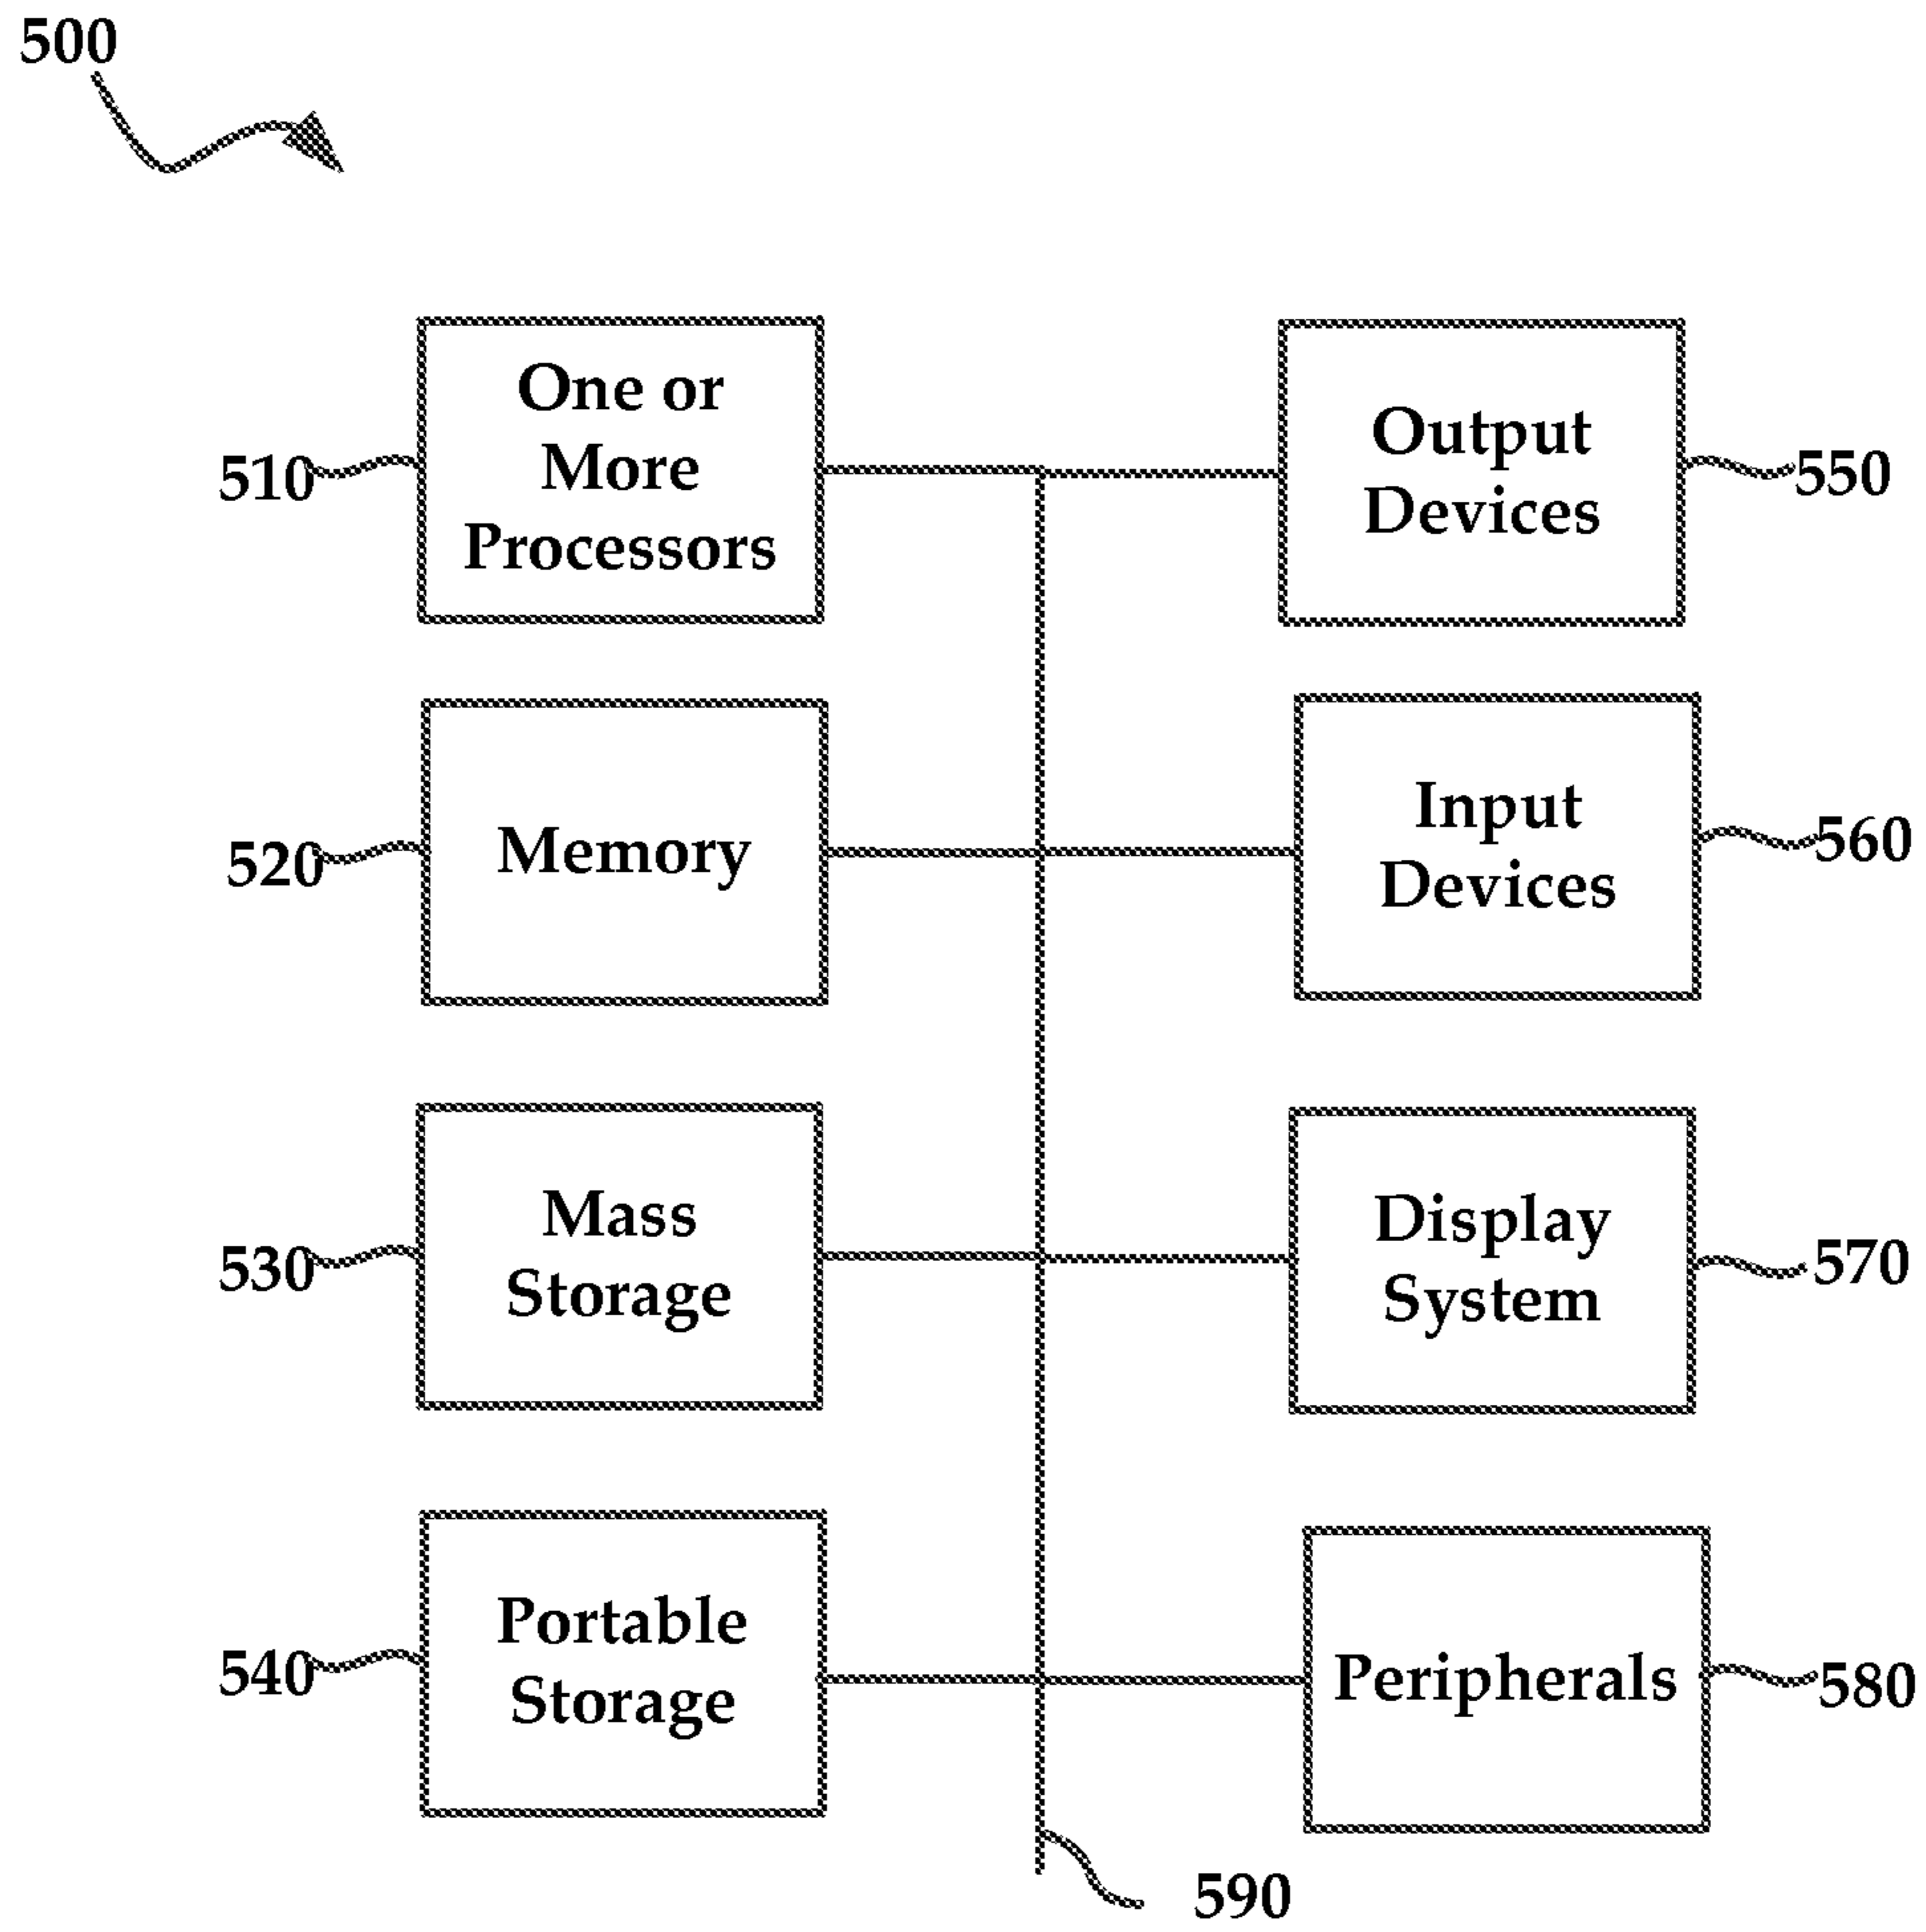 500
510
One or
More
Processors
Output
Devices
550
520
Memory
Input
Devices
560
530
Mass
Storage
Display
System
570
540
Portable
Storage
Peripherals
580
590